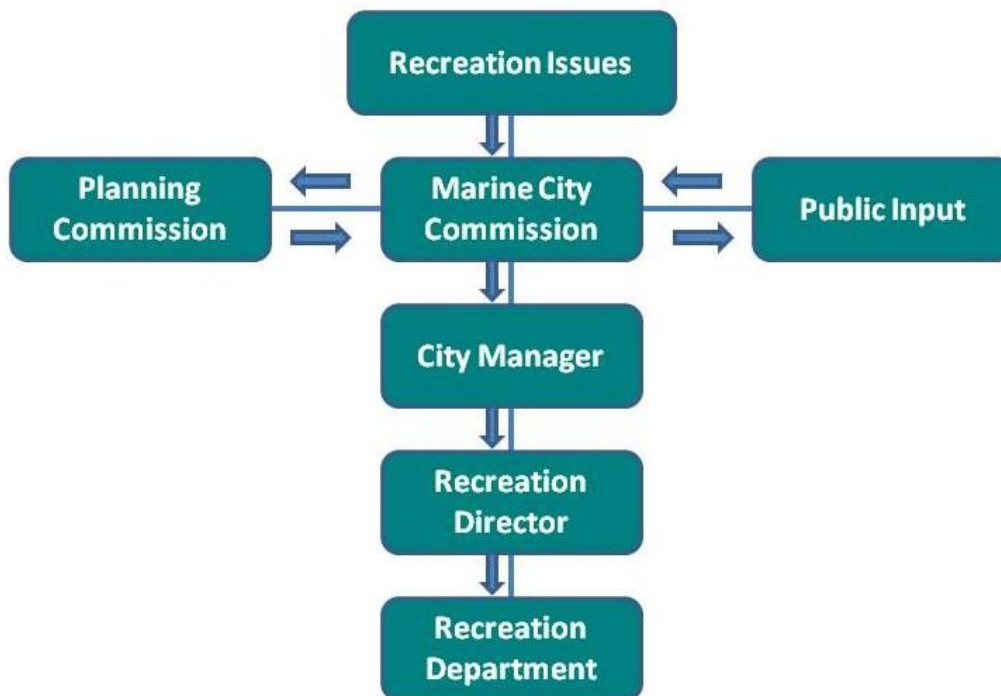 Recreation Issues
Planning
Commission
Marine City
Commission
Public Input
City Manager
Recreation
Director
Recreation
Department